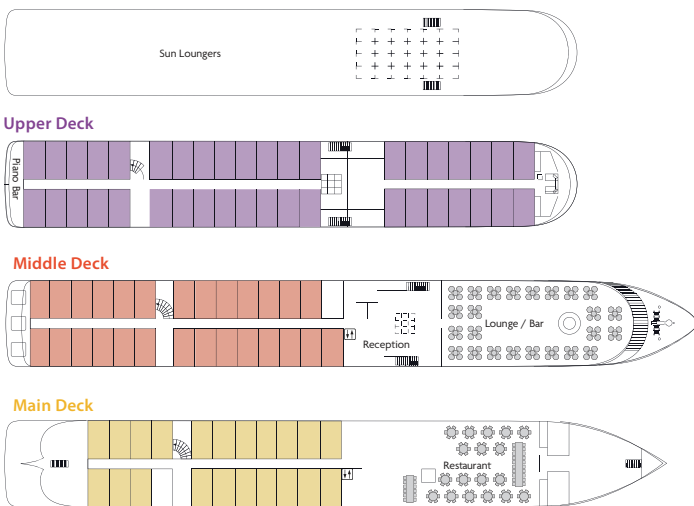 Sun Loungers
Upper Deck
Piano Bar
Middle Deck
Lounge / Bar
Reception
Main Deck
Restaurant